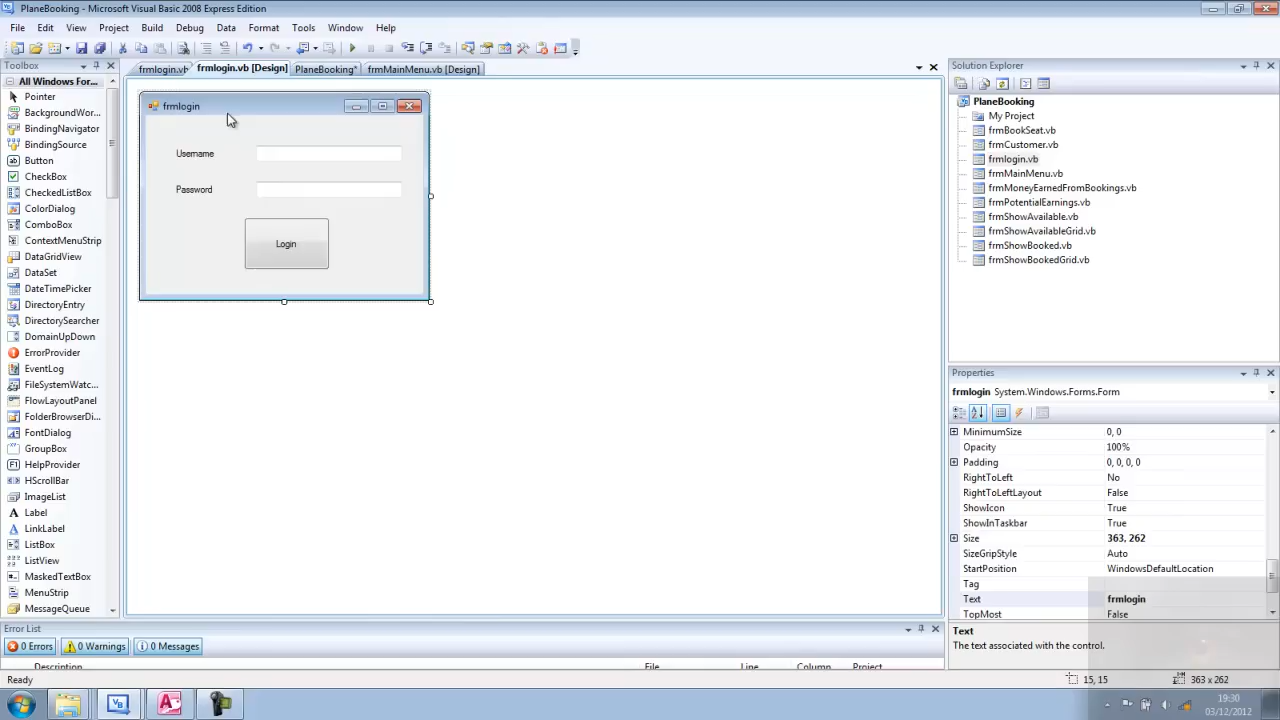 PlaneBooking - Microsoft Visual Basic 2008 Express Edition
File Edit View Project Build Debug Data Format Tools Window Help
Toolbox
frmlogin.vb frmlogin.vb [Design] PlaneBooking* frmMainMenu.vb [Design]
Solution Explorer
All Windows For...
Pointer
BackgroundWor...
BindingNavigator
BindingSource
Button
CheckBox
CheckedListBox
ColorDialog
ComboBox
ContextMenuStrip
DataGridView
DataSet
DateTimePicker
DirectoryEntry
DirectorySearcher
DomainUpDown
ErrorProvider
EventLog
FileSystemWatc...
FlowLayoutPanel
FolderBrowserDi...
FontDialog
GroupBox
HelpProvider
HScrollBar
ImageList
Label
LinkLabel
ListBox
ListView
MaskedTextBox
MenuStrip
MessageQueue
frmlogin
Username
Password
Login
PlaneBooking
My Project
frmBookSeat.vb
frmCustomer.vb
frmlogin.vb
frmMainMenu.vb
frmMoneyEarnedFromBookings.vb
frmPotentialEarnings.vb
frmShowAvailable.vb
frmShowAvailableGrid.vb
frmShowBooked.vb
frmShowBookedGrid.vb
Properties
frmlogin System.Windows.Forms.Form
MinimumSize 0, 0
Opacity 100%
Padding 0, 0, 0, 0
RightToLeft No
RightToLeftLayout False
ShowIcon True
ShowInTaskbar True
Size 363, 262
SizeGripStyle Auto
StartPosition WindowsDefaultLocation
Tag
Text frmlogin
TopMost False
Text
The text associated with the control.
Error List
0 Errors 0 Warnings 0 Messages
Description File Line Column Project
Ready 15, 15 363 x 262
19:30
03/12/2012